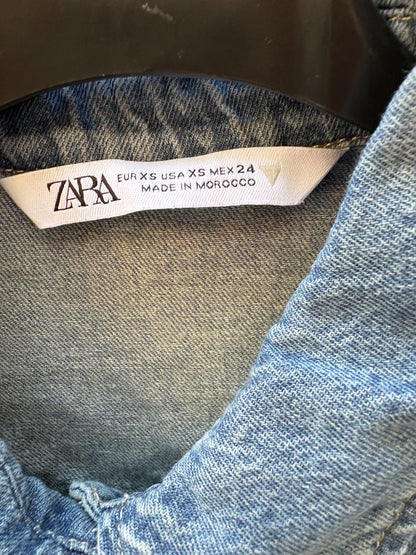 ZARA
EUR XS USA XS MEX 24
MADE IN MOROCCO